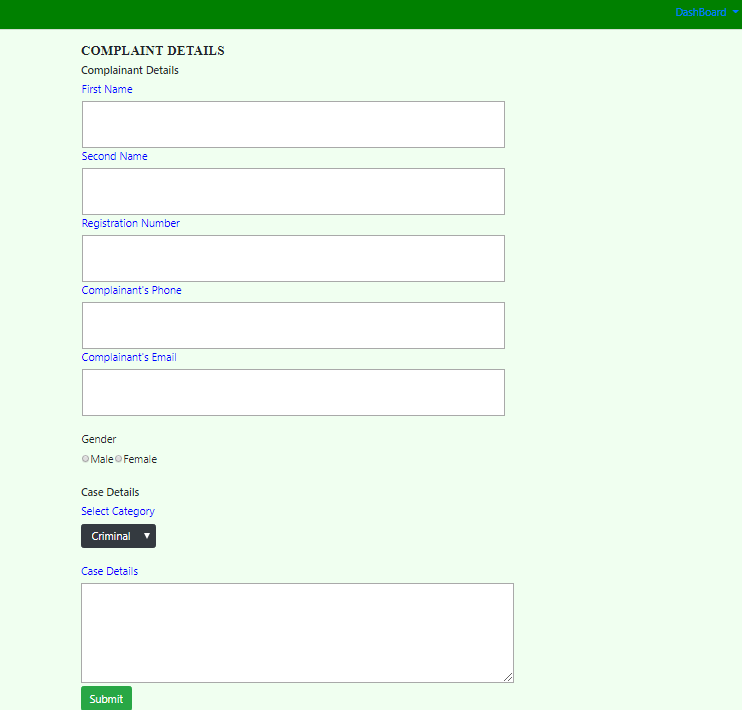 DashBoard
COMPLAINT DETAILS
Complainant Details
First Name
Second Name
Registration Number
Complainant's Phone
Complainant's Email
Gender
Male Female
Case Details
Select Category
Criminal
Case Details
Submit